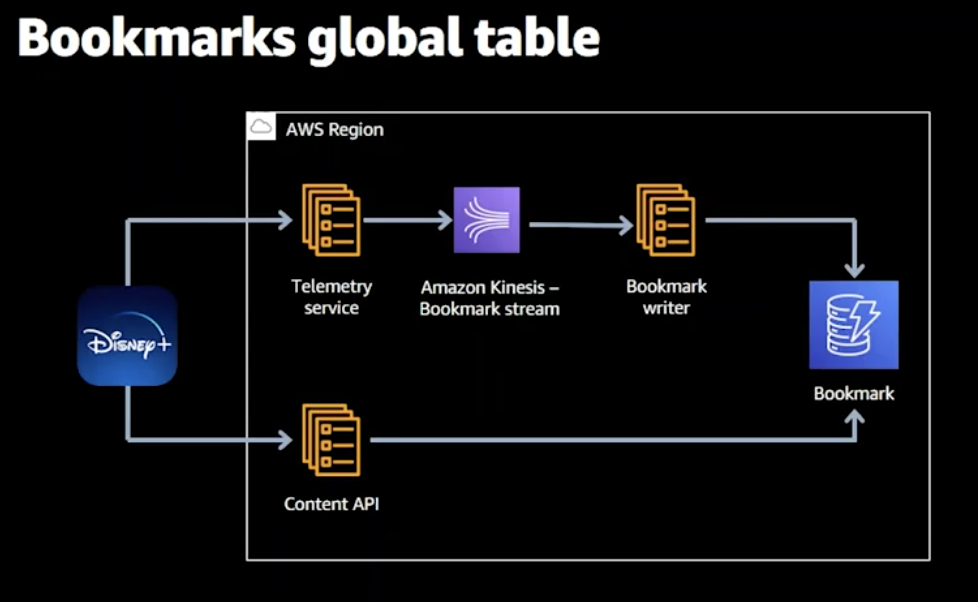 Bookmarks global table
AWS Region
Telemetry
service
Amazon Kinesis –
Bookmark stream
Bookmark
writer
Disney+
Bookmark
Content API